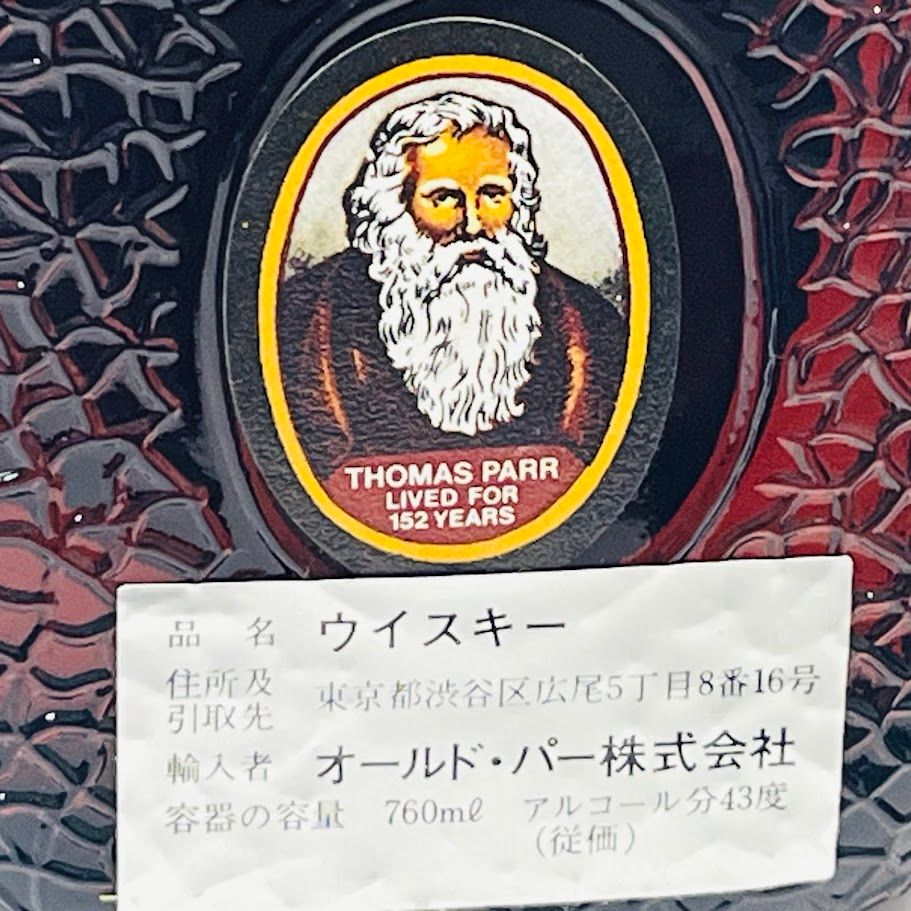 THOMAS PARR
LIVED FOR
152 YEARS
品 名 ウイスキー
住所及
引取先 東京都渋谷区広尾5丁目8番16号
輸入者 オールド・パー株式会社
容器の容量 760mℓ アルコール分43度
(従価)